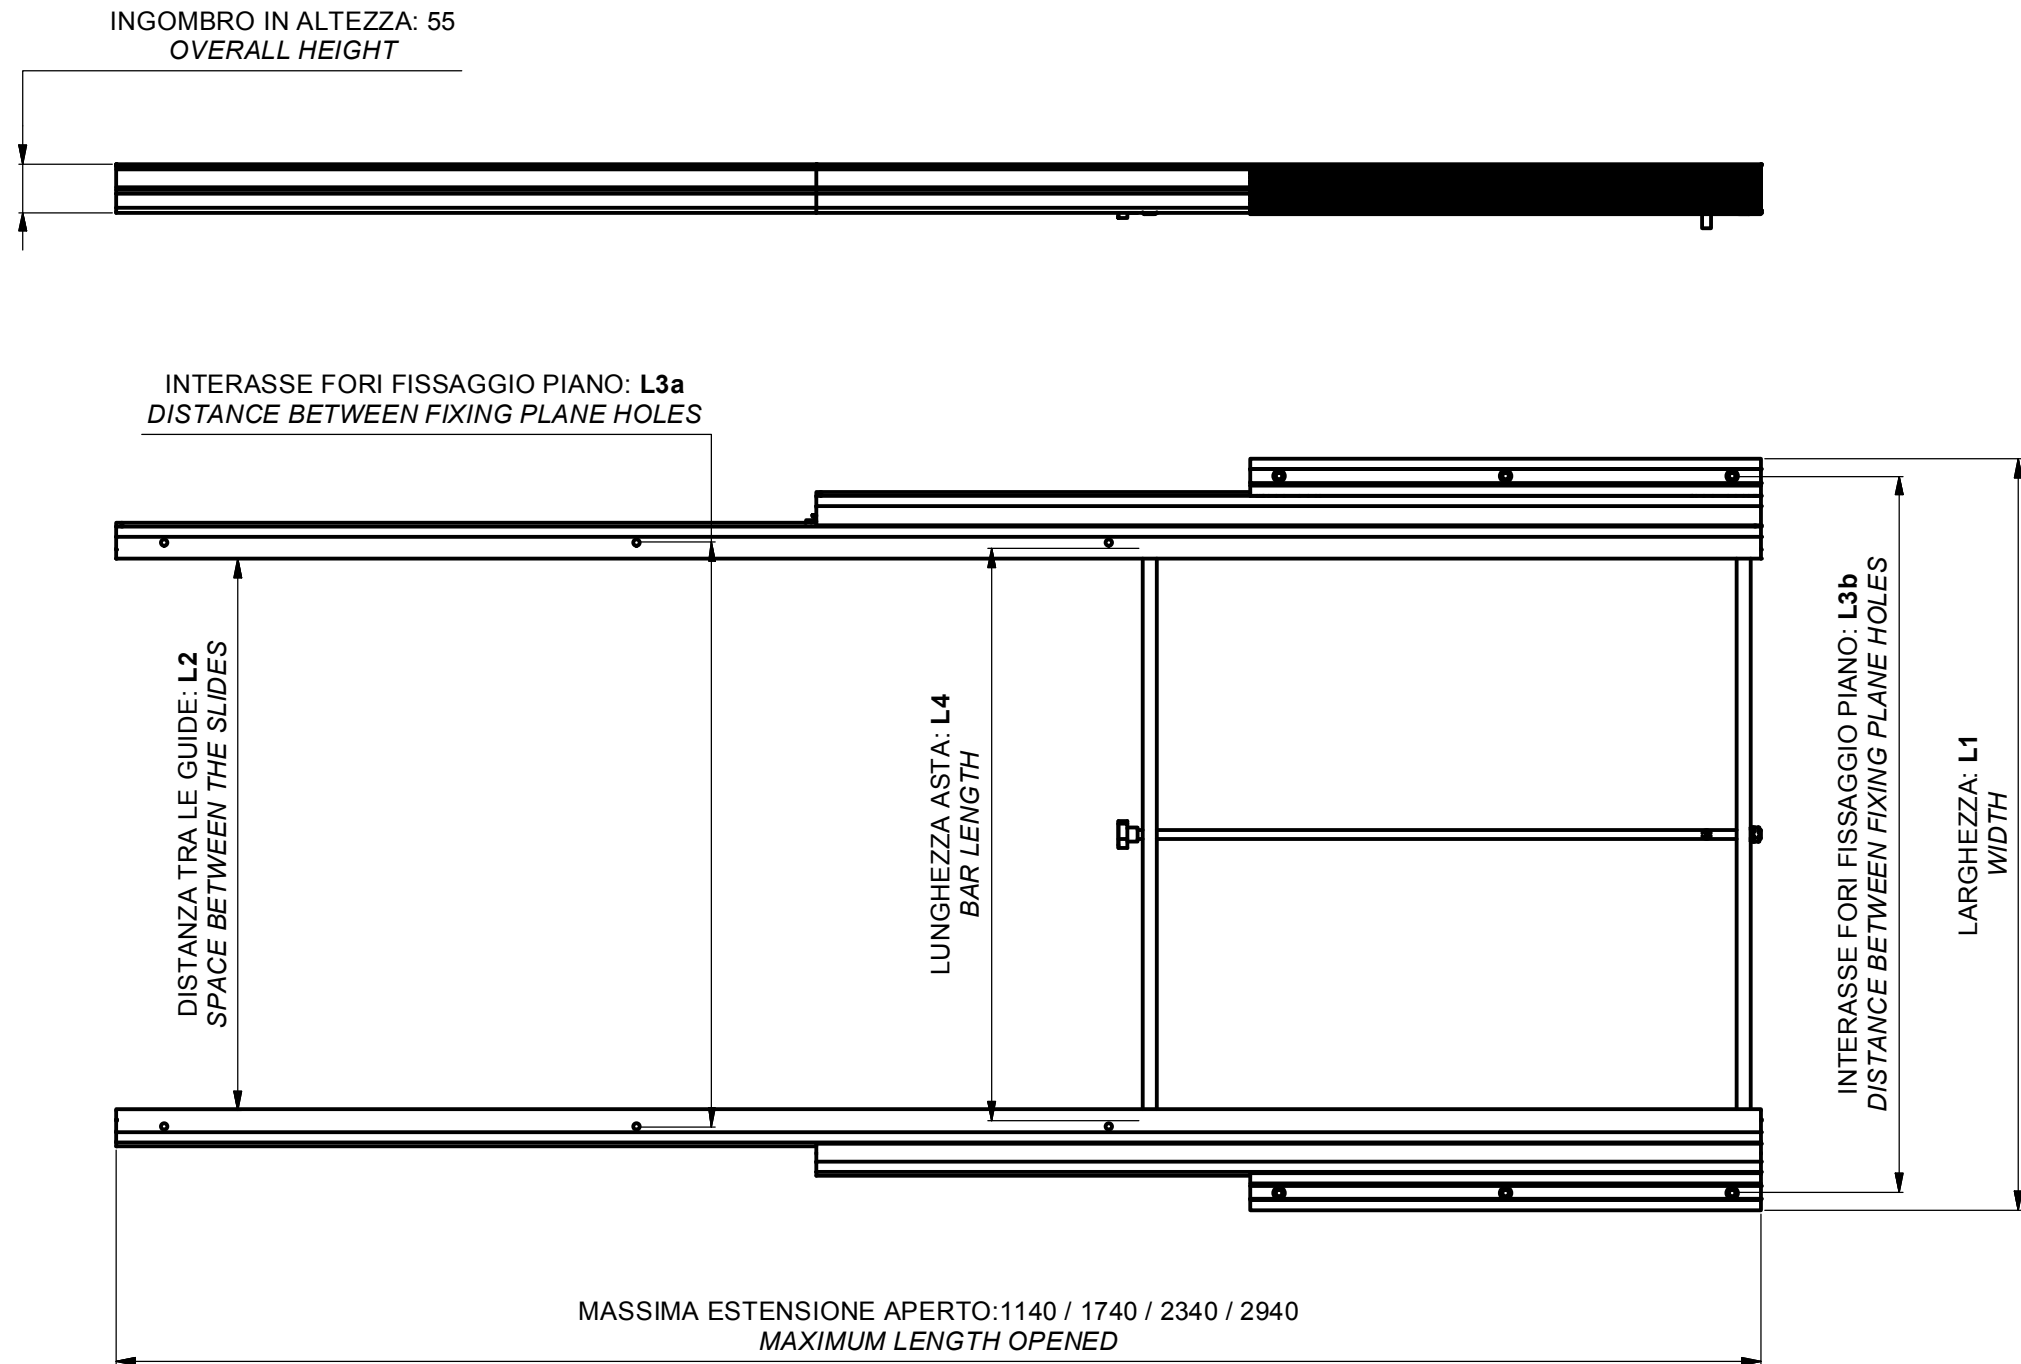 INGOMBRO IN ALTEZZA: 55
OVERALL HEIGHT
INTERASSE FORI FISSAGGIO PIANO: L3a
DISTANCE BETWEEN FIXING PLANE HOLES
DISTANZA TRA LE GUIDE: L2
SPACE BETWEEN THE SLIDES
LUNGHEZZA ASTA: L4
BAR LENGTH
INTERASSE FORI FISSAGGIO PIANO: L3b
DISTANCE BETWEEN FIXING PLANE HOLES
LARGHEZZA: L1
WIDTH
MASSIMA ESTENSIONE APERTO:1140 / 1740 / 2340 / 2940
MAXIMUM LENGTH OPENED